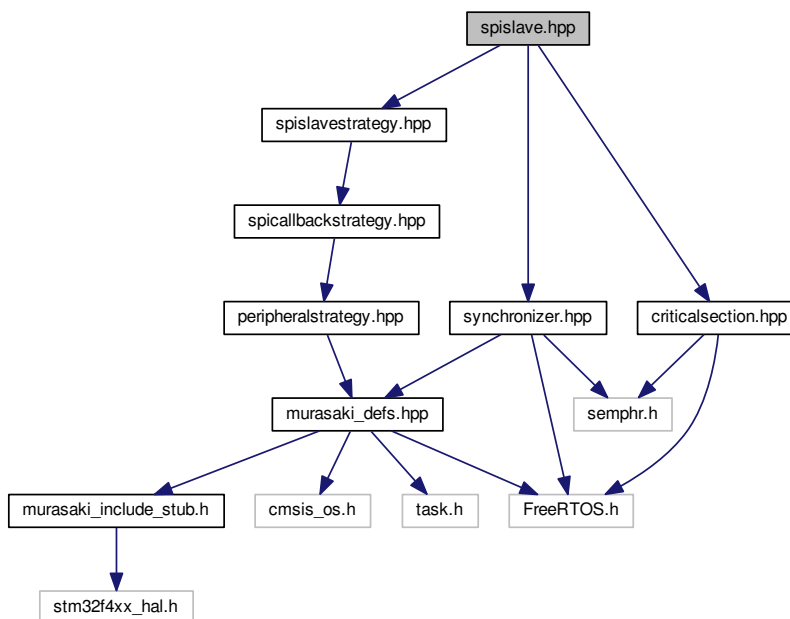 spislave.hpp
spislavestrategy.hpp
spicallbackstrategy.hpp
peripheralstrategy.hpp
synchronizer.hpp
criticalsection.hpp
murasaki_defs.hpp
semphr.h
murasaki_include_stub.h
cmsis_os.h
task.h
FreeRTOS.h
stm32f4xx_hal.h